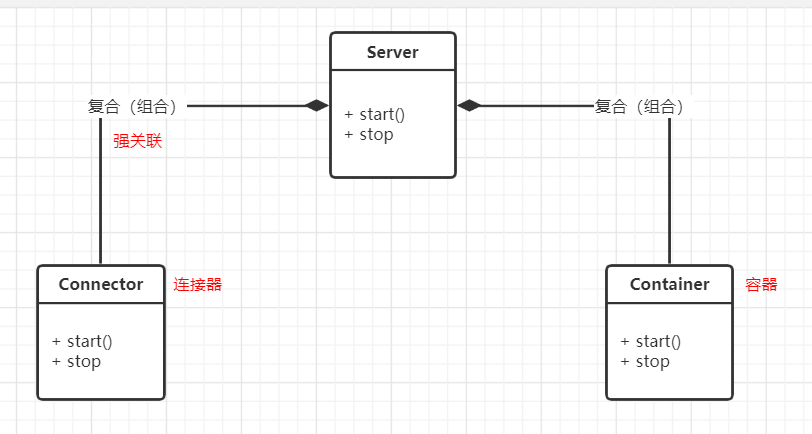 Server
+ start()
+ stop
复合（组合）
强关联
复合（组合）
Connector
连接器
+ start()
+ stop
Container
容器
+ start()
+ stop